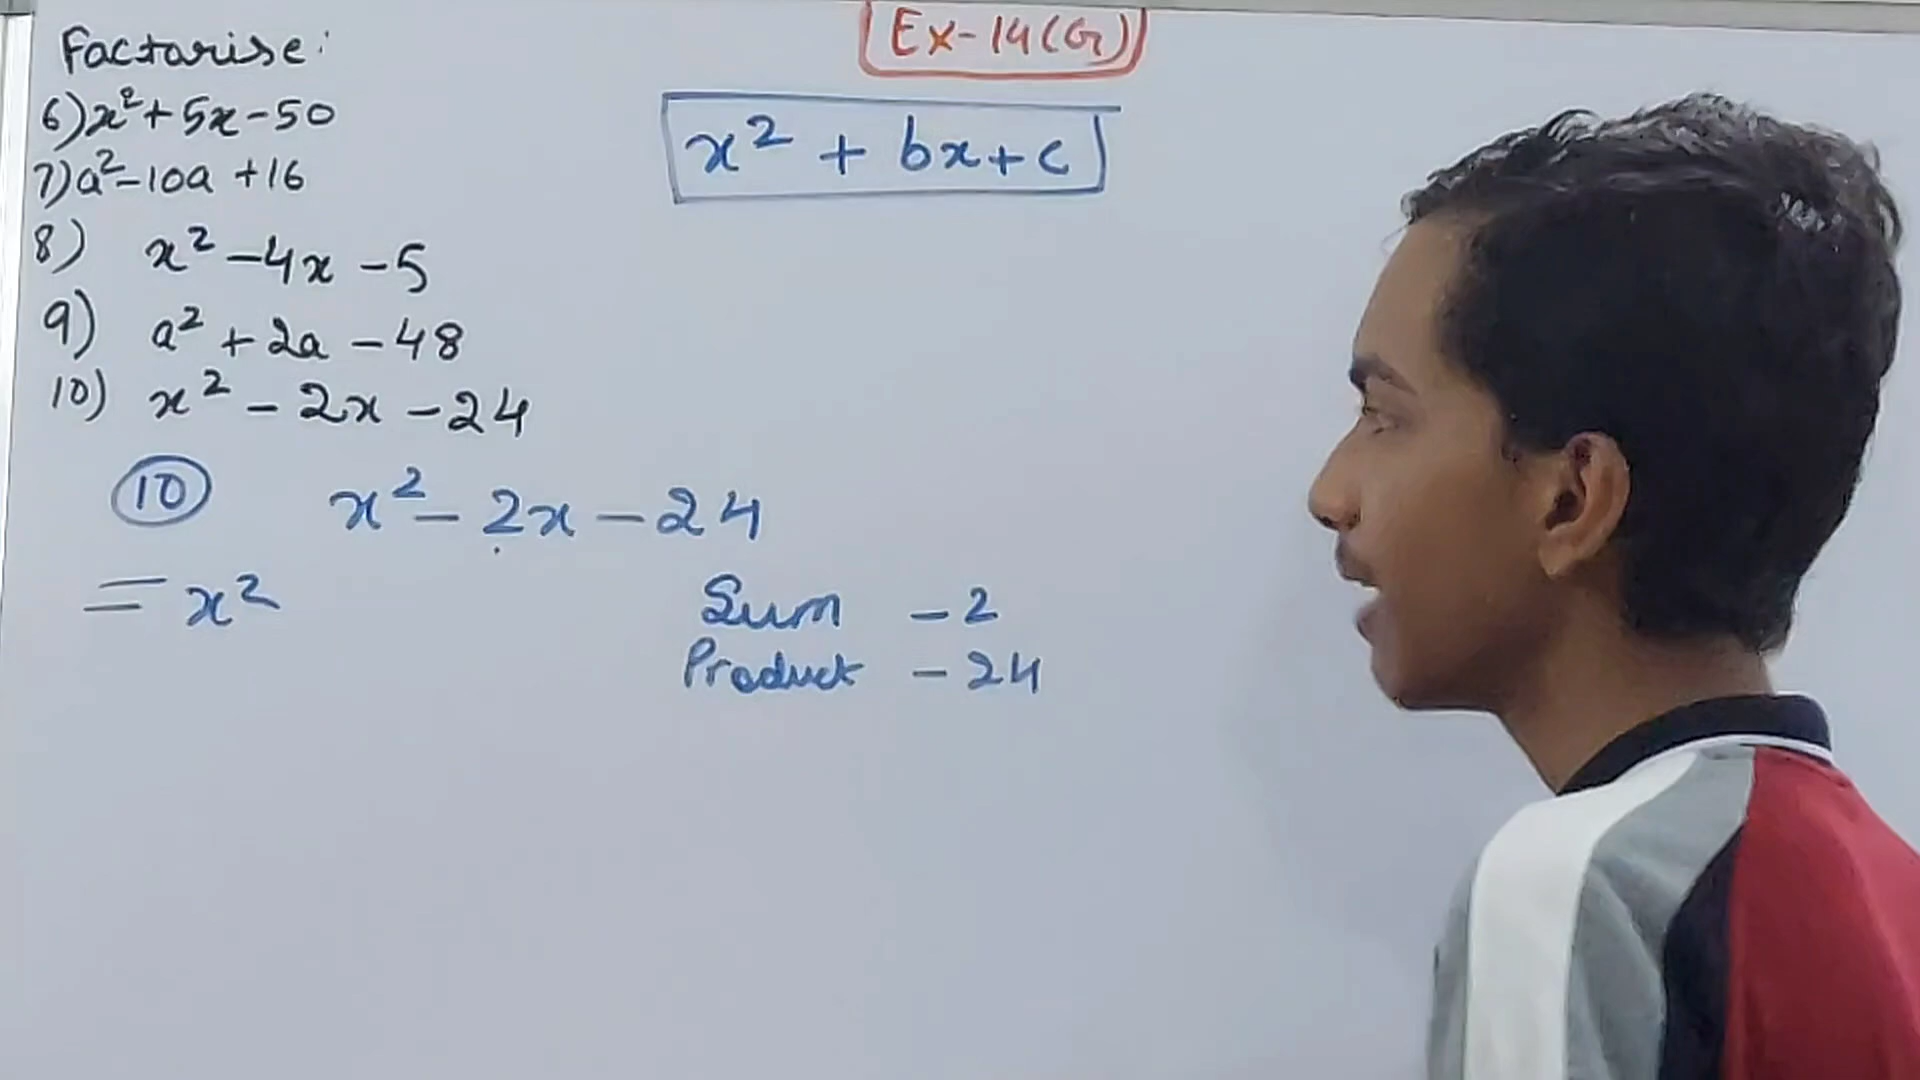 Ex-14(G)
Factorise:
6) x² + 5x - 50
7) a² - 10a + 16
8) x² - 4x - 5
9) a² + 2a - 48
10) x² - 2x - 24
x² + bx + c
10 x² - 2x - 24
= x²
Sum - 2
Product - 24